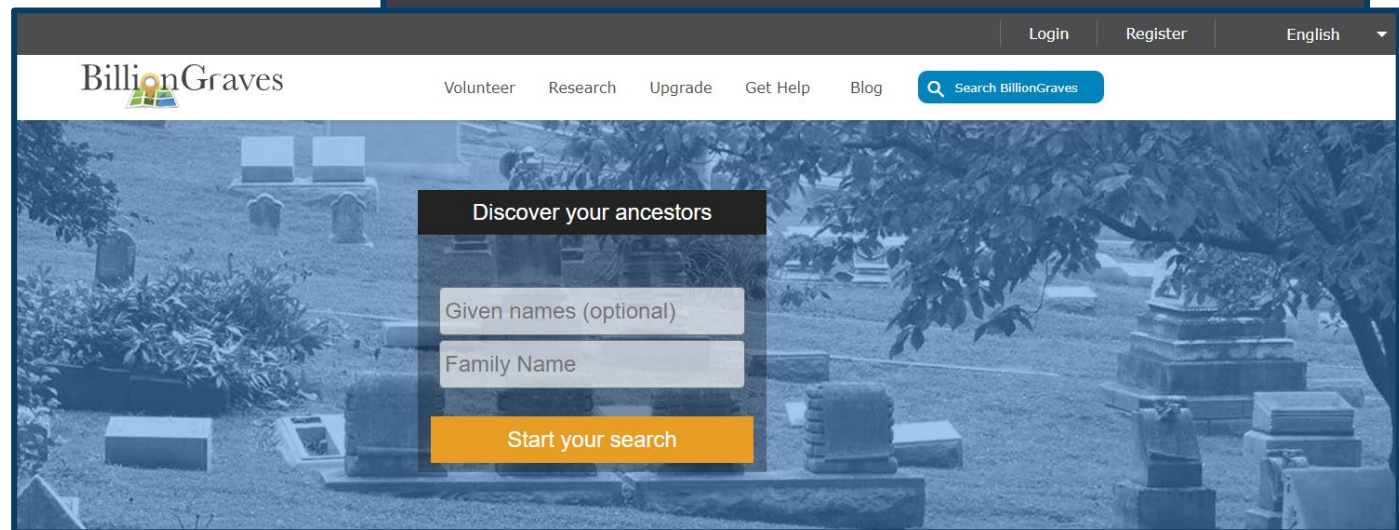 Login Register English
BillionGraves
Volunteer Research Upgrade Get Help Blog Search BillionGraves
Discover your ancestors
Given names (optional)
Family Name
Start your search